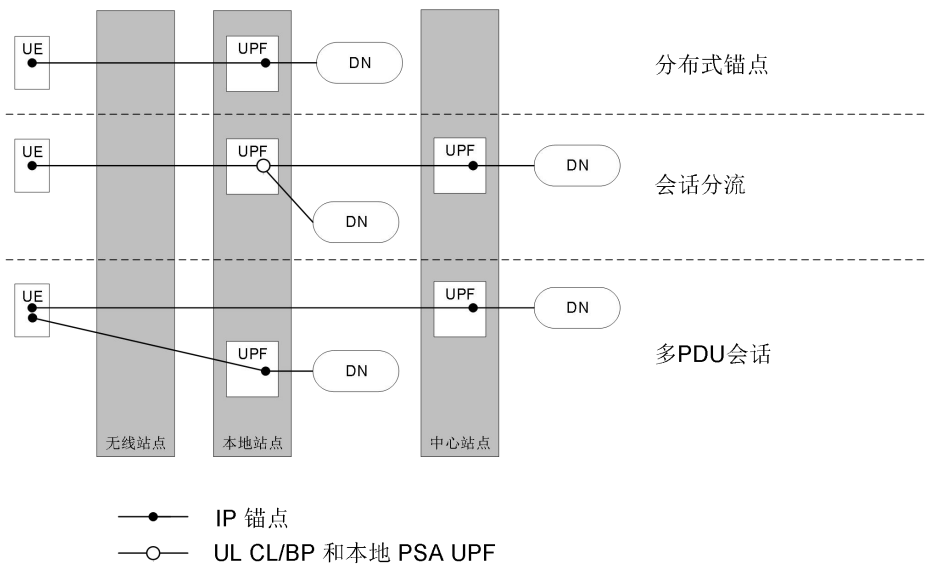 UE
UPF
DN
分布式锚点
UE
UPF
UPF
DN
会话分流
DN
UE
UPF
DN
UPF
DN
多PDU会话
无线站点
本地站点
中心站点
IP 锚点
UL CL/BP 和本地 PSA UPF